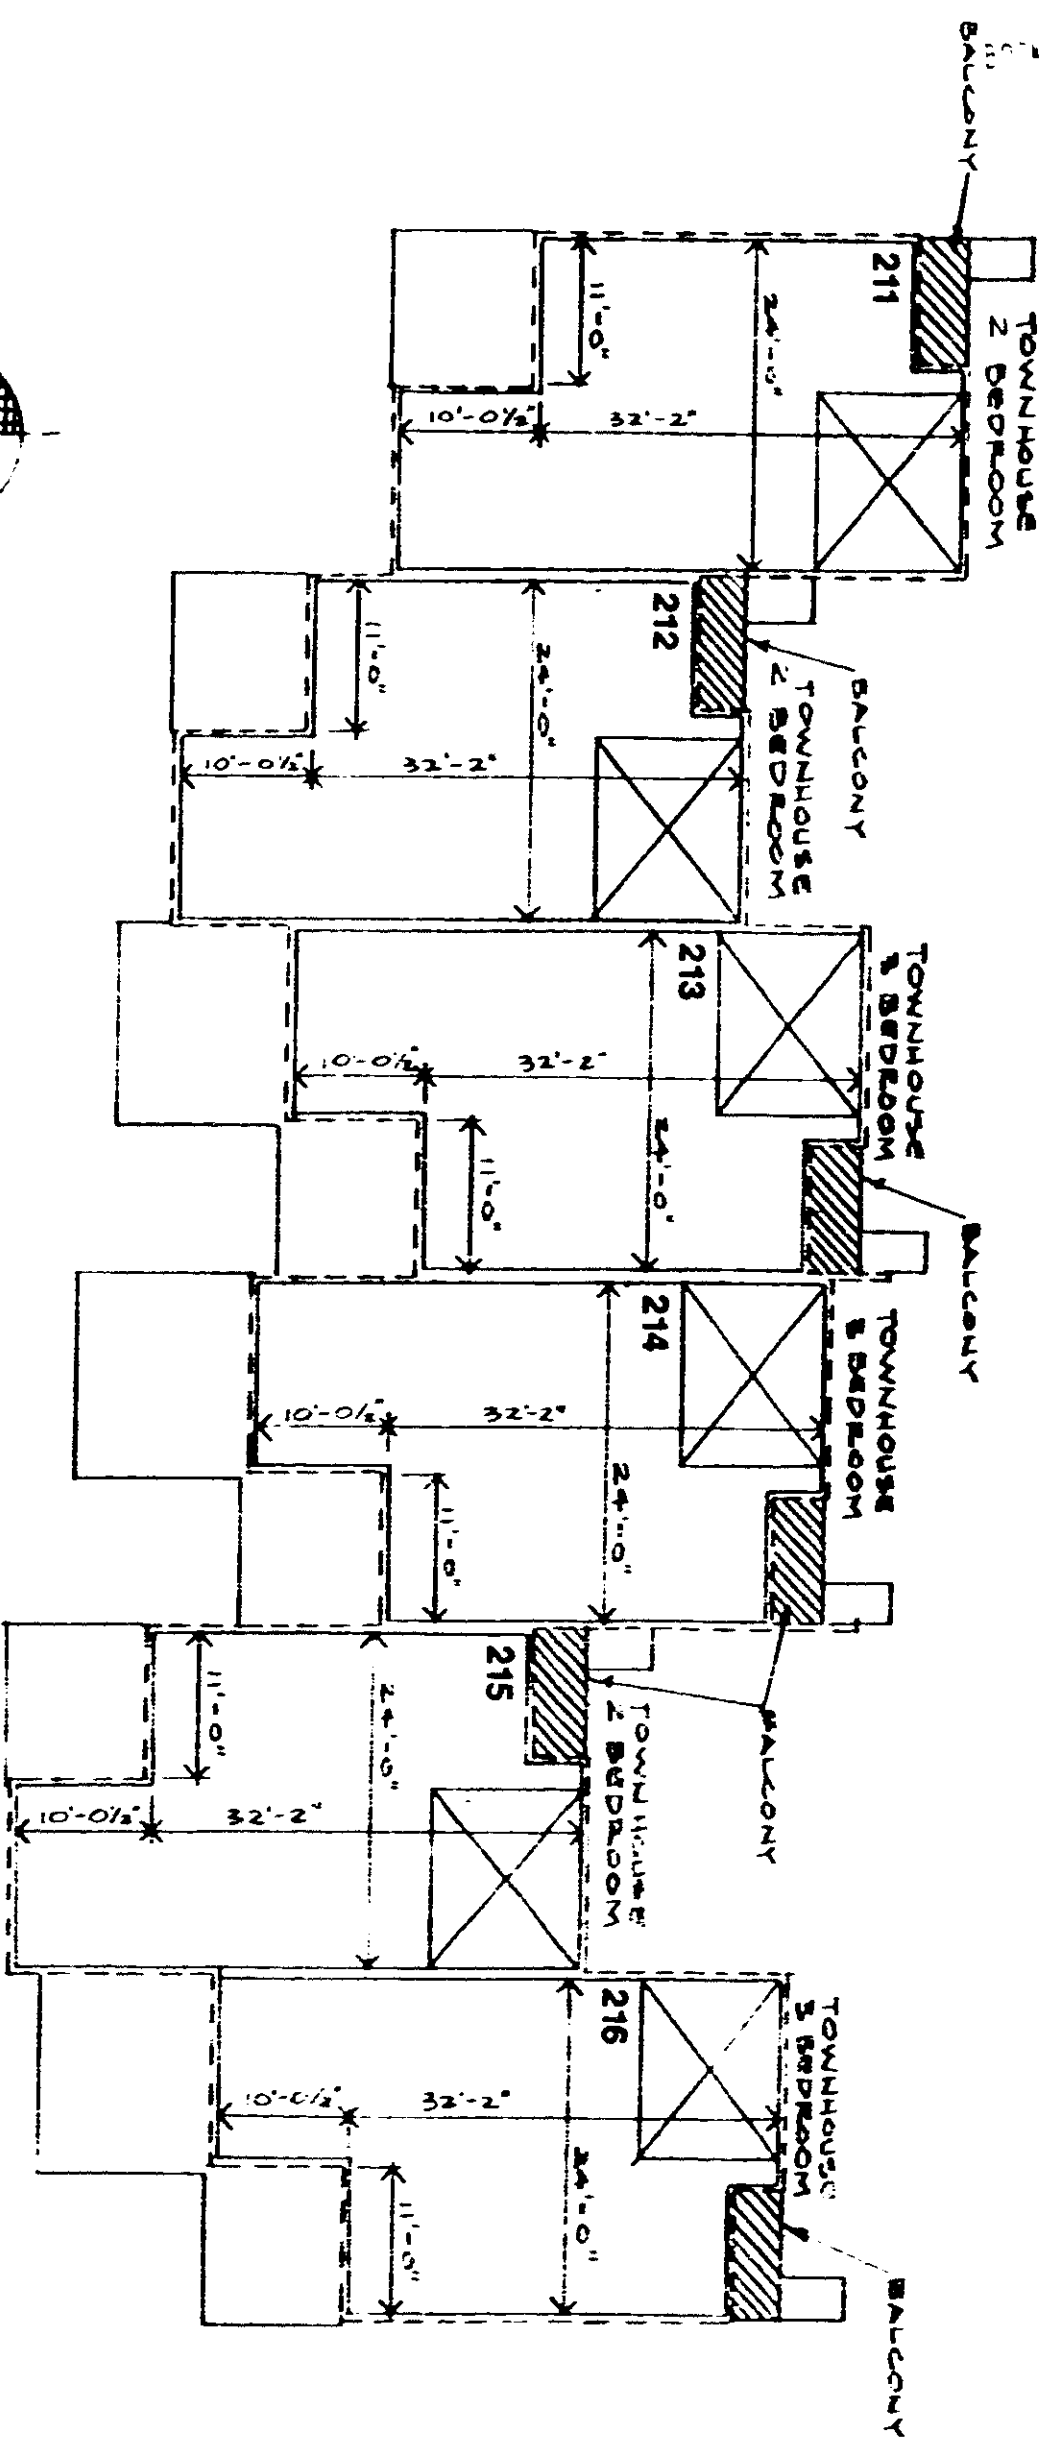 BALCONY
TOWNHOUSE
2 BEDROOM
211
11'-0"
24'-0"
10'-0½"
32'-2"
BALCONY
TOWNHOUSE
2 BEDROOM
212
11'-0"
24'-0"
10'-0½"
32'-2"
TOWNHOUSE
3 BEDROOM
BALCONY
213
10'-0½"
32'-2"
11'-0"
24'-0"
TOWNHOUSE
3 BEDROOM
214
10'-0½"
32'-2"
11'-0"
24'-0"
BALCONY
TOWNHOUSE
2 BEDROOM
215
11'-0"
24'-0"
10'-0½"
32'-2"
TOWNHOUSE
3 BEDROOM
BALCONY
216
10'-0½"
32'-2"
11'-0"
24'-0"